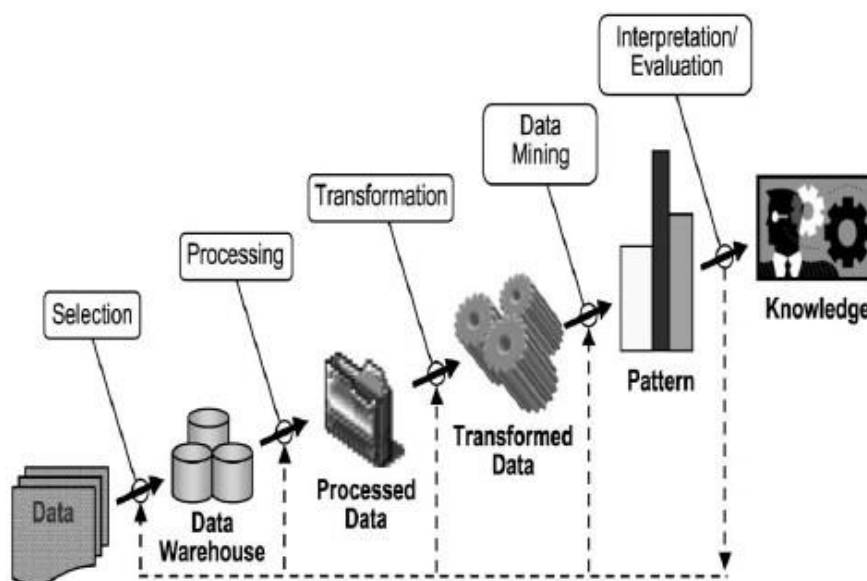 Interpretation/
Evaluation
Data
Mining
Transformation
Processing
Selection
Knowledge
Pattern
Transformed
Data
Processed
Data
Data
Warehouse
Data